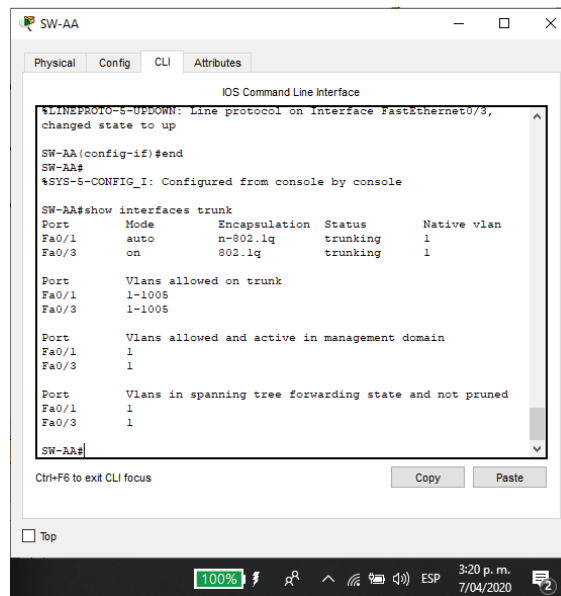 SW-AA
Physical Config CLI Attributes
IOS Command Line Interface
%LINEPROTO-5-UPDOWN: Line protocol on Interface FastEthernet0/3,
changed state to up
SW-AA(config-if)#end
SW-AA#
%SYS-5-CONFIG_I: Configured from console by console
SW-AA#show interfaces trunk
Port Mode Encapsulation Status Native vlan
Fa0/1 auto n-802.1q trunking 1
Fa0/3 on 802.1q trunking 1
Port Vlans allowed on trunk
Fa0/1 1-1005
Fa0/3 1-1005
Port Vlans allowed and active in management domain
Fa0/1 1
Fa0/3 1
Port Vlans in spanning tree forwarding state and not pruned
Fa0/1 1
Fa0/3 1
SW-AA#
Ctrl+F6 to exit CLI focus Copy Paste
Top
100% ESP 3:20 p. m.
7/04/2020 2